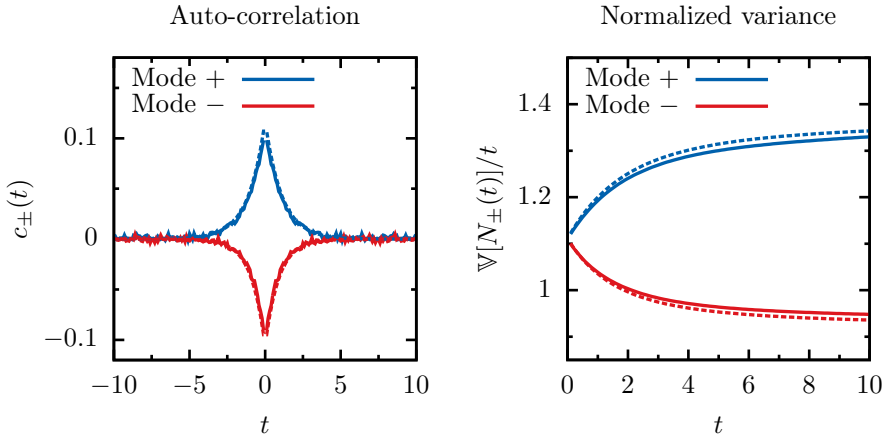 Auto-correlation
Mode +
Mode −
0.1
0
−0.1
c±(t)
−10 −5 0 5 10
t
Normalized variance
Mode +
Mode −
1.4
1.2
1
𝕍[N±(t)]/t
0 2 4 6 8 10
t